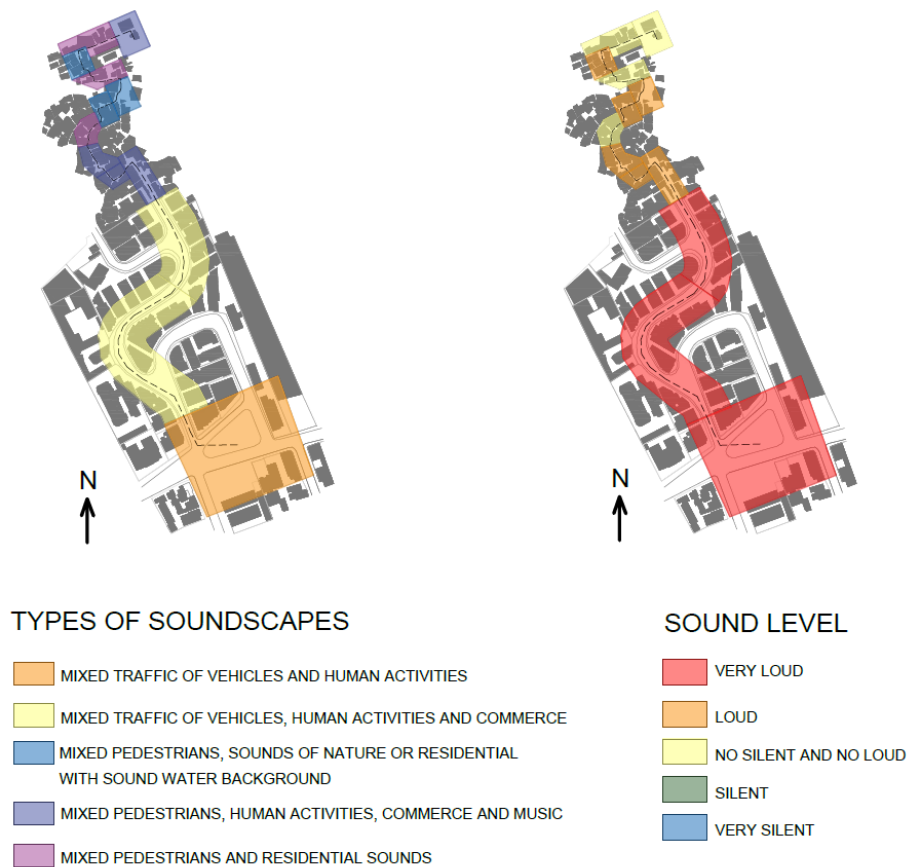 N
N
TYPES OF SOUNDSCAPES
MIXED TRAFFIC OF VEHICLES AND HUMAN ACTIVITIES
MIXED TRAFFIC OF VEHICLES, HUMAN ACTIVITIES AND COMMERCE
MIXED PEDESTRIANS, SOUNDS OF NATURE OR RESIDENTIAL
WITH SOUND WATER BACKGROUND
MIXED PEDESTRIANS, HUMAN ACTIVITIES, COMMERCE AND MUSIC
MIXED PEDESTRIANS AND RESIDENTIAL SOUNDS
SOUND LEVEL
VERY LOUD
LOUD
NO SILENT AND NO LOUD
SILENT
VERY SILENT